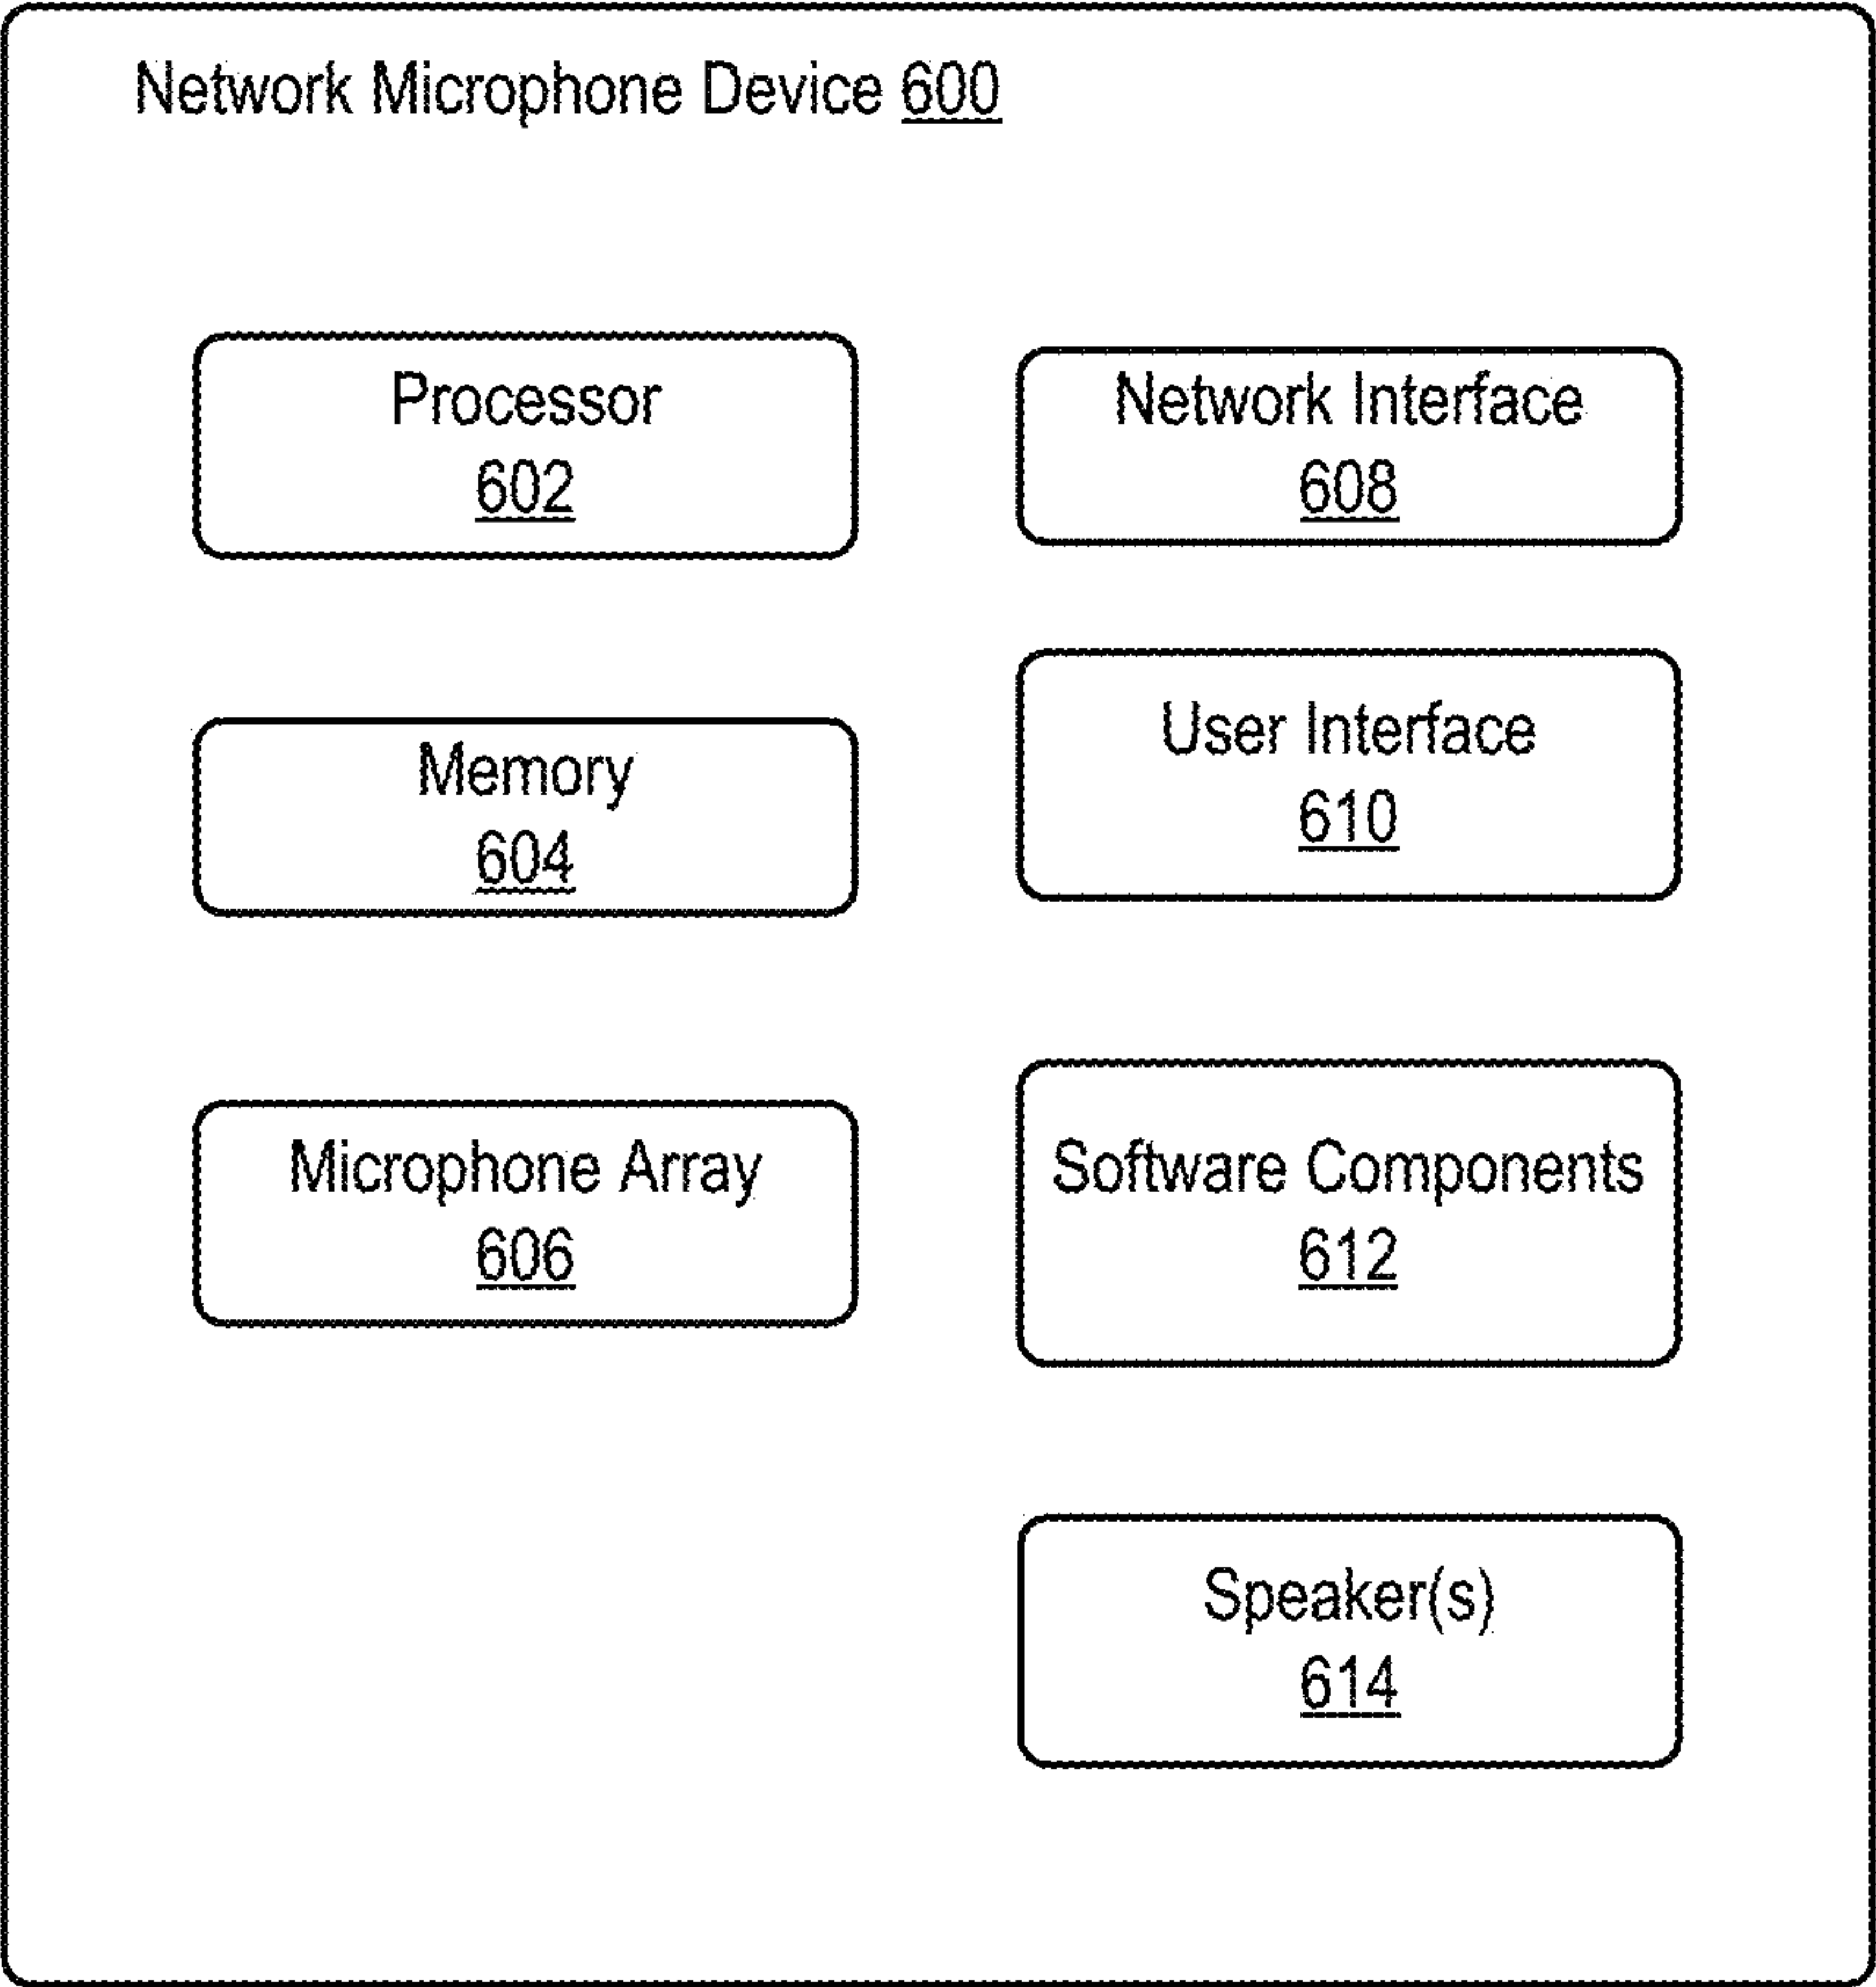 Network Microphone Device 600
Processor
602
Memory
604
Microphone Array
606
Network Interface
608
User Interface
610
Software Components
612
Speaker(s)
614